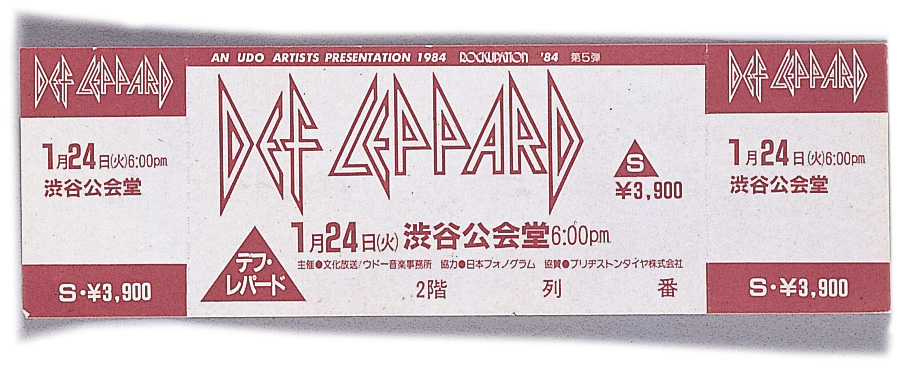 DEF LEPPARD
1月24日(火)6:00pm
渋谷公会堂
S・¥3,900
AN UDO ARTISTS PRESENTATION 1984 ROCKUPATION '84 第5弾
DEF LEPPARD
S
¥3,900
1月24日(火) 渋谷公会堂6:00pm
デフ・
レパード
主催●文化放送/ウドー音楽事務所 協力●日本フォノグラム 協賛●ブリヂストンタイヤ株式会社
2階 列 番
DEF LEPPARD
1月24日(火)6:00pm
渋谷公会堂
S・¥3,900